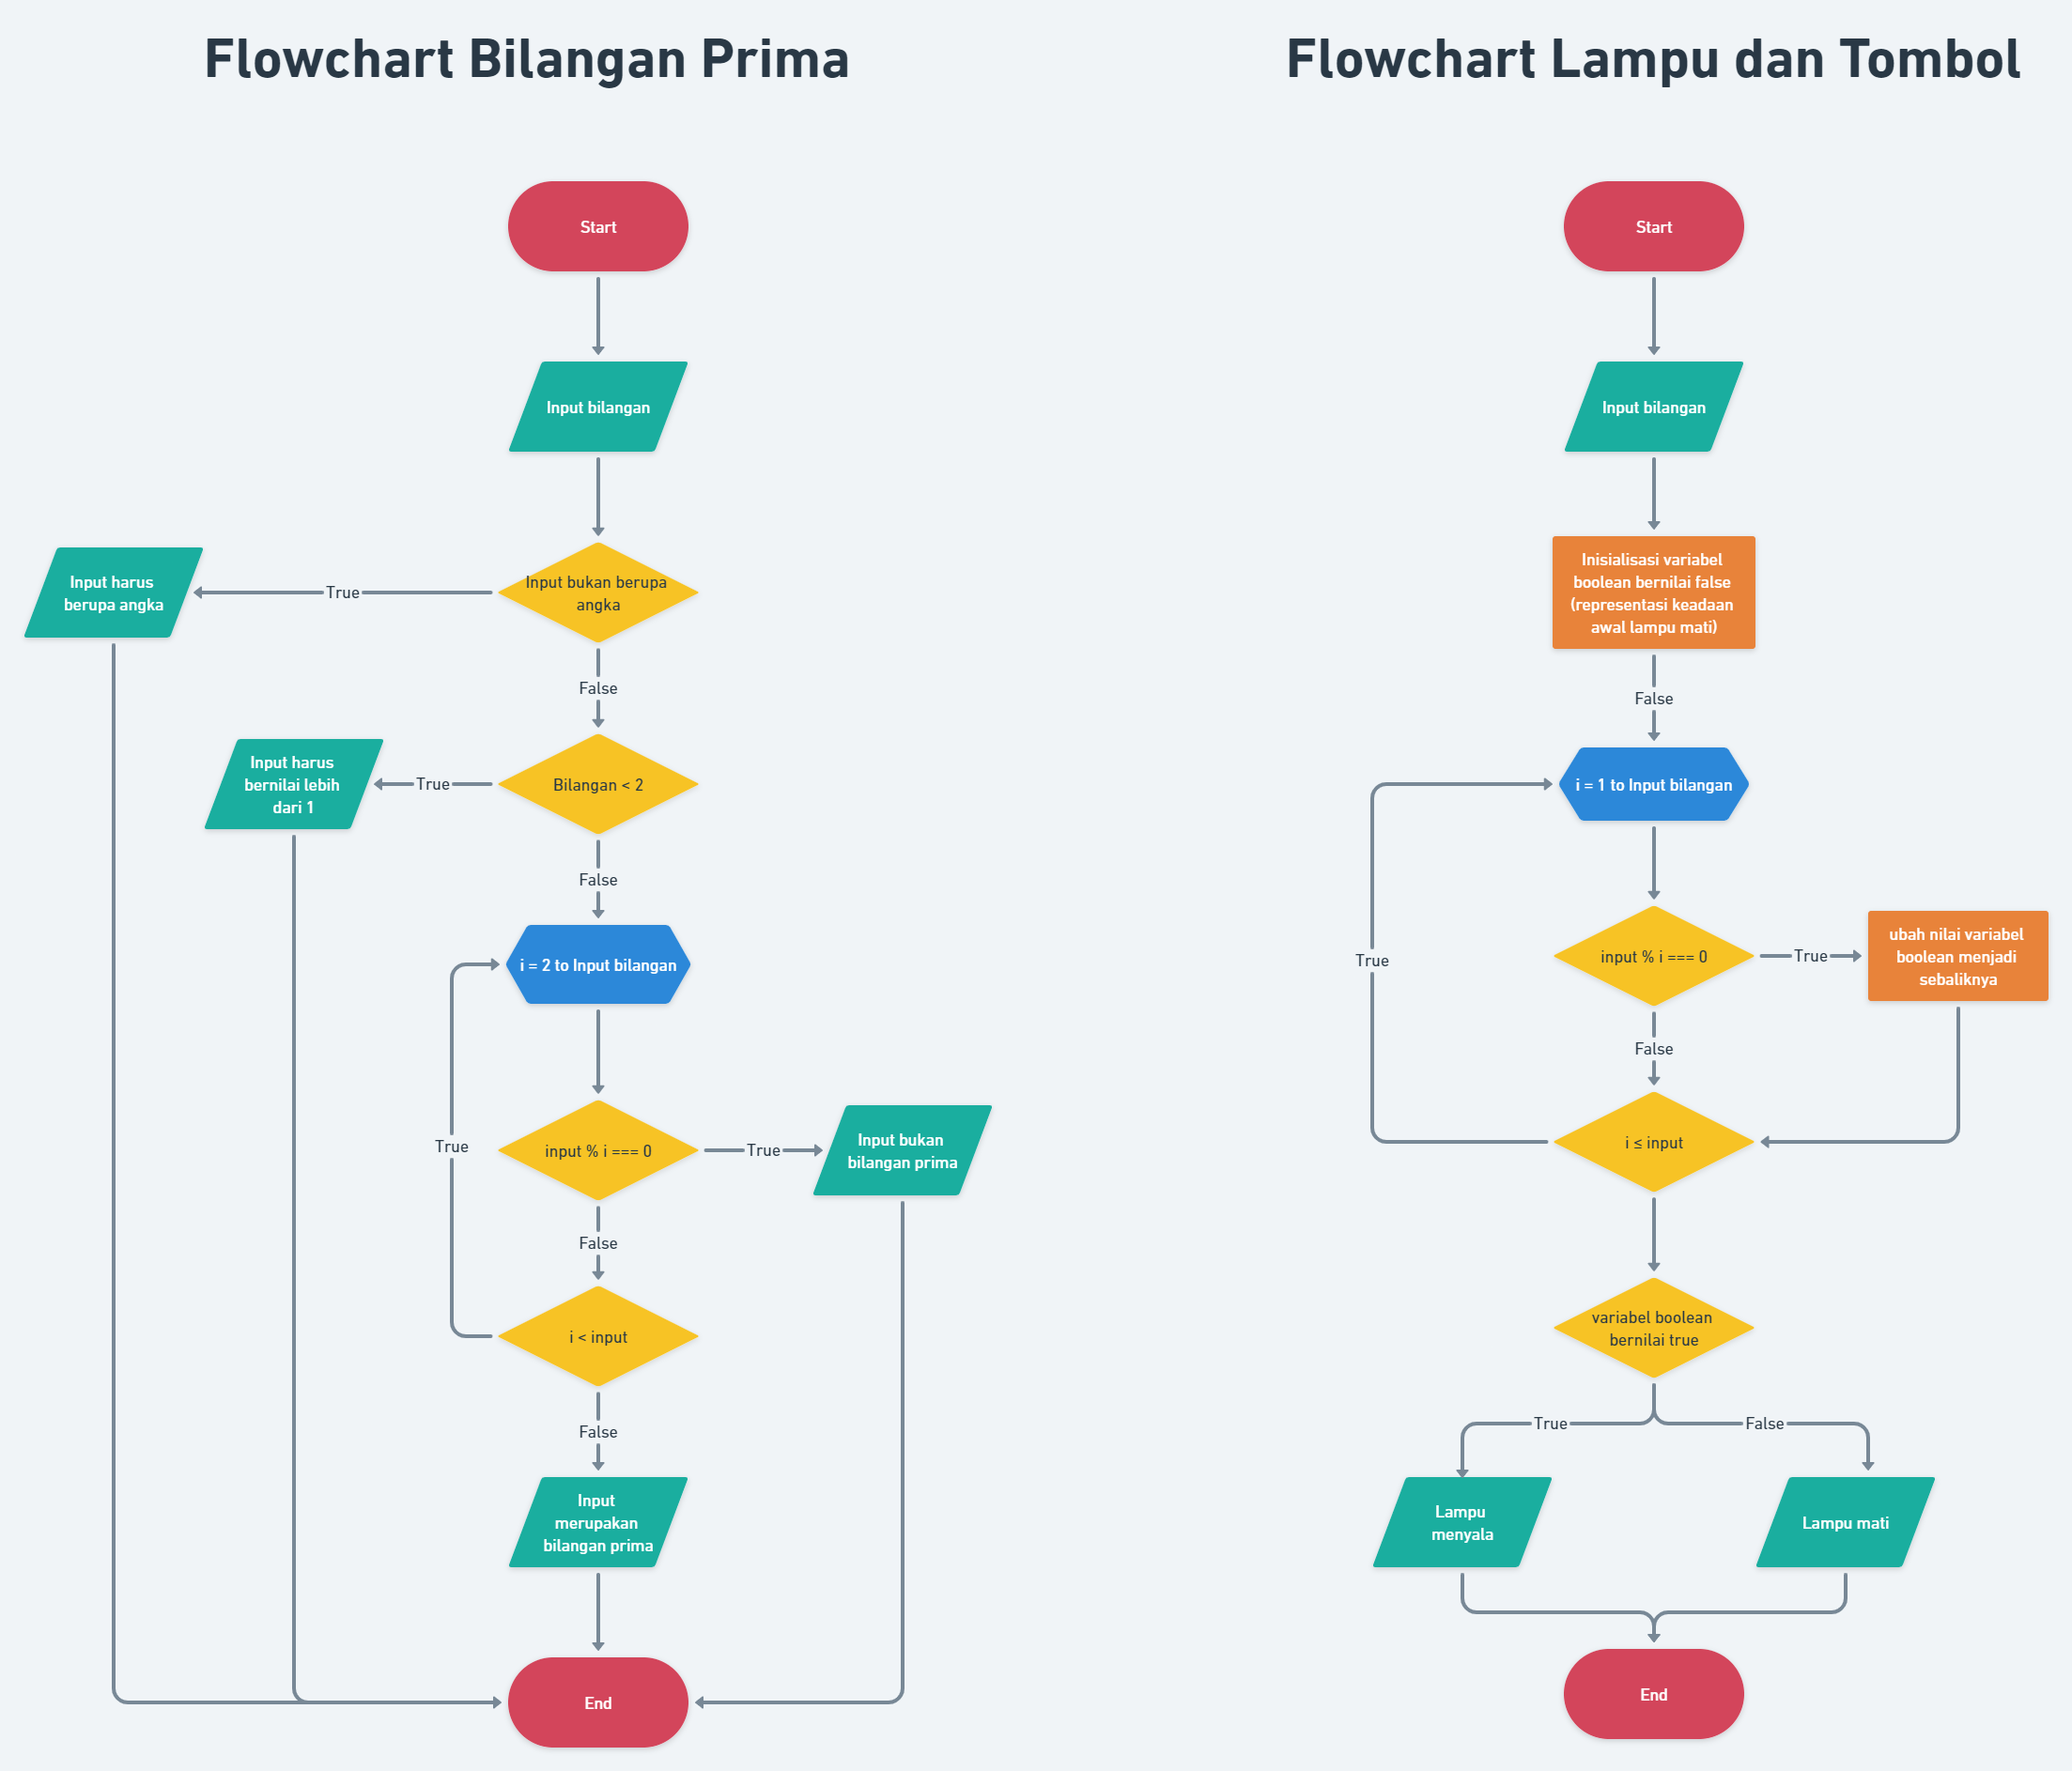 Flowchart Bilangan Prima
Start
Input bilangan
Input bukan berupa
angka
True
Input harus
berupa angka
False
Bilangan < 2
True
Input harus
bernilai lebih
dari 1
False
i = 2 to Input bilangan
input % i === 0
True
Input bukan
bilangan prima
False
i < input
True
False
Input
merupakan
bilangan prima
End
Flowchart Lampu dan Tombol
Start
Input bilangan
Inisialisasi variabel
boolean bernilai false
(representasi keadaan
awal lampu mati)
False
i = 1 to Input bilangan
input % i === 0
True
ubah nilai variabel
boolean menjadi
sebaliknya
False
i ≤ input
True
variabel boolean
bernilai true
True
False
Lampu
menyala
Lampu mati
End